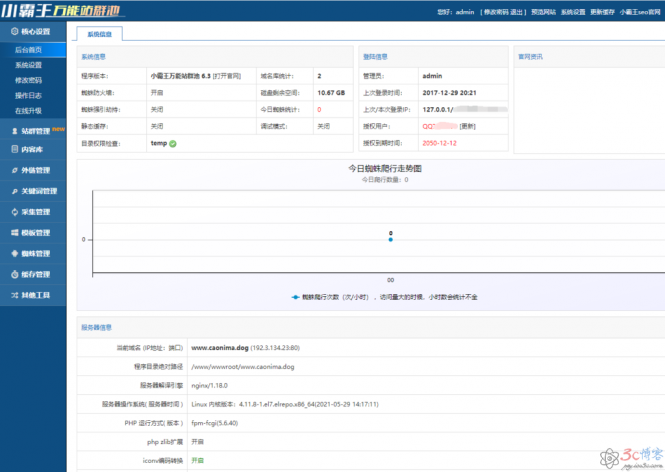 小霸王万能站群池
您好：admin [ 修改密码 退出 ] 预览网站 系统设置 更新缓存 小霸王seo官网
核心设置
后台首页
系统设置
修改密码
操作日志
在线升级
站群管理 new
内容库
外链管理
关键词管理
采集管理
模板管理
蜘蛛管理
缓存管理
其他工具
系统信息
系统信息
程序版本： 小霸王万能站群池 6.3 [打开官网] 域名库统计： 2
蜘蛛防火墙： 开启 磁盘剩余空间： 10.67 GB
蜘蛛强引劫持： 关闭 今日蜘蛛统计： 0
静态缓存： 关闭 调试模式： 关闭
目录权限检查： temp
登陆信息
管理员： admin
上次登录时间： 2017-12-29 20:21
上次/本次登录IP： 127.0.0.1/
授权用户： QQ [更新]
授权到期时间： 2050-12-12
官网资讯
今日蜘蛛爬行走势图
今日爬行数量：0
0
0
00
蜘蛛爬行次数（次/小时），访问量大的时候，小时数会统计不全
服务器信息
当前域名 (IP地址：端口) www.caonima.dog (192.3.134.23:80)
程序目录绝对路径 /www/wwwroot/www.caonima.dog
服务器解译引擎 nginx/1.18.0
服务器操作系统( 服务器时间 ) Linux 内核版本：4.11.8-1.el7.elrepo.x86_64(2021-05-29 14:17:11)
PHP 运行方式( 版本 ) fpm-fcgi(5.6.40)
php zlib扩展 开启
iconv编码转换 开启
3c博客